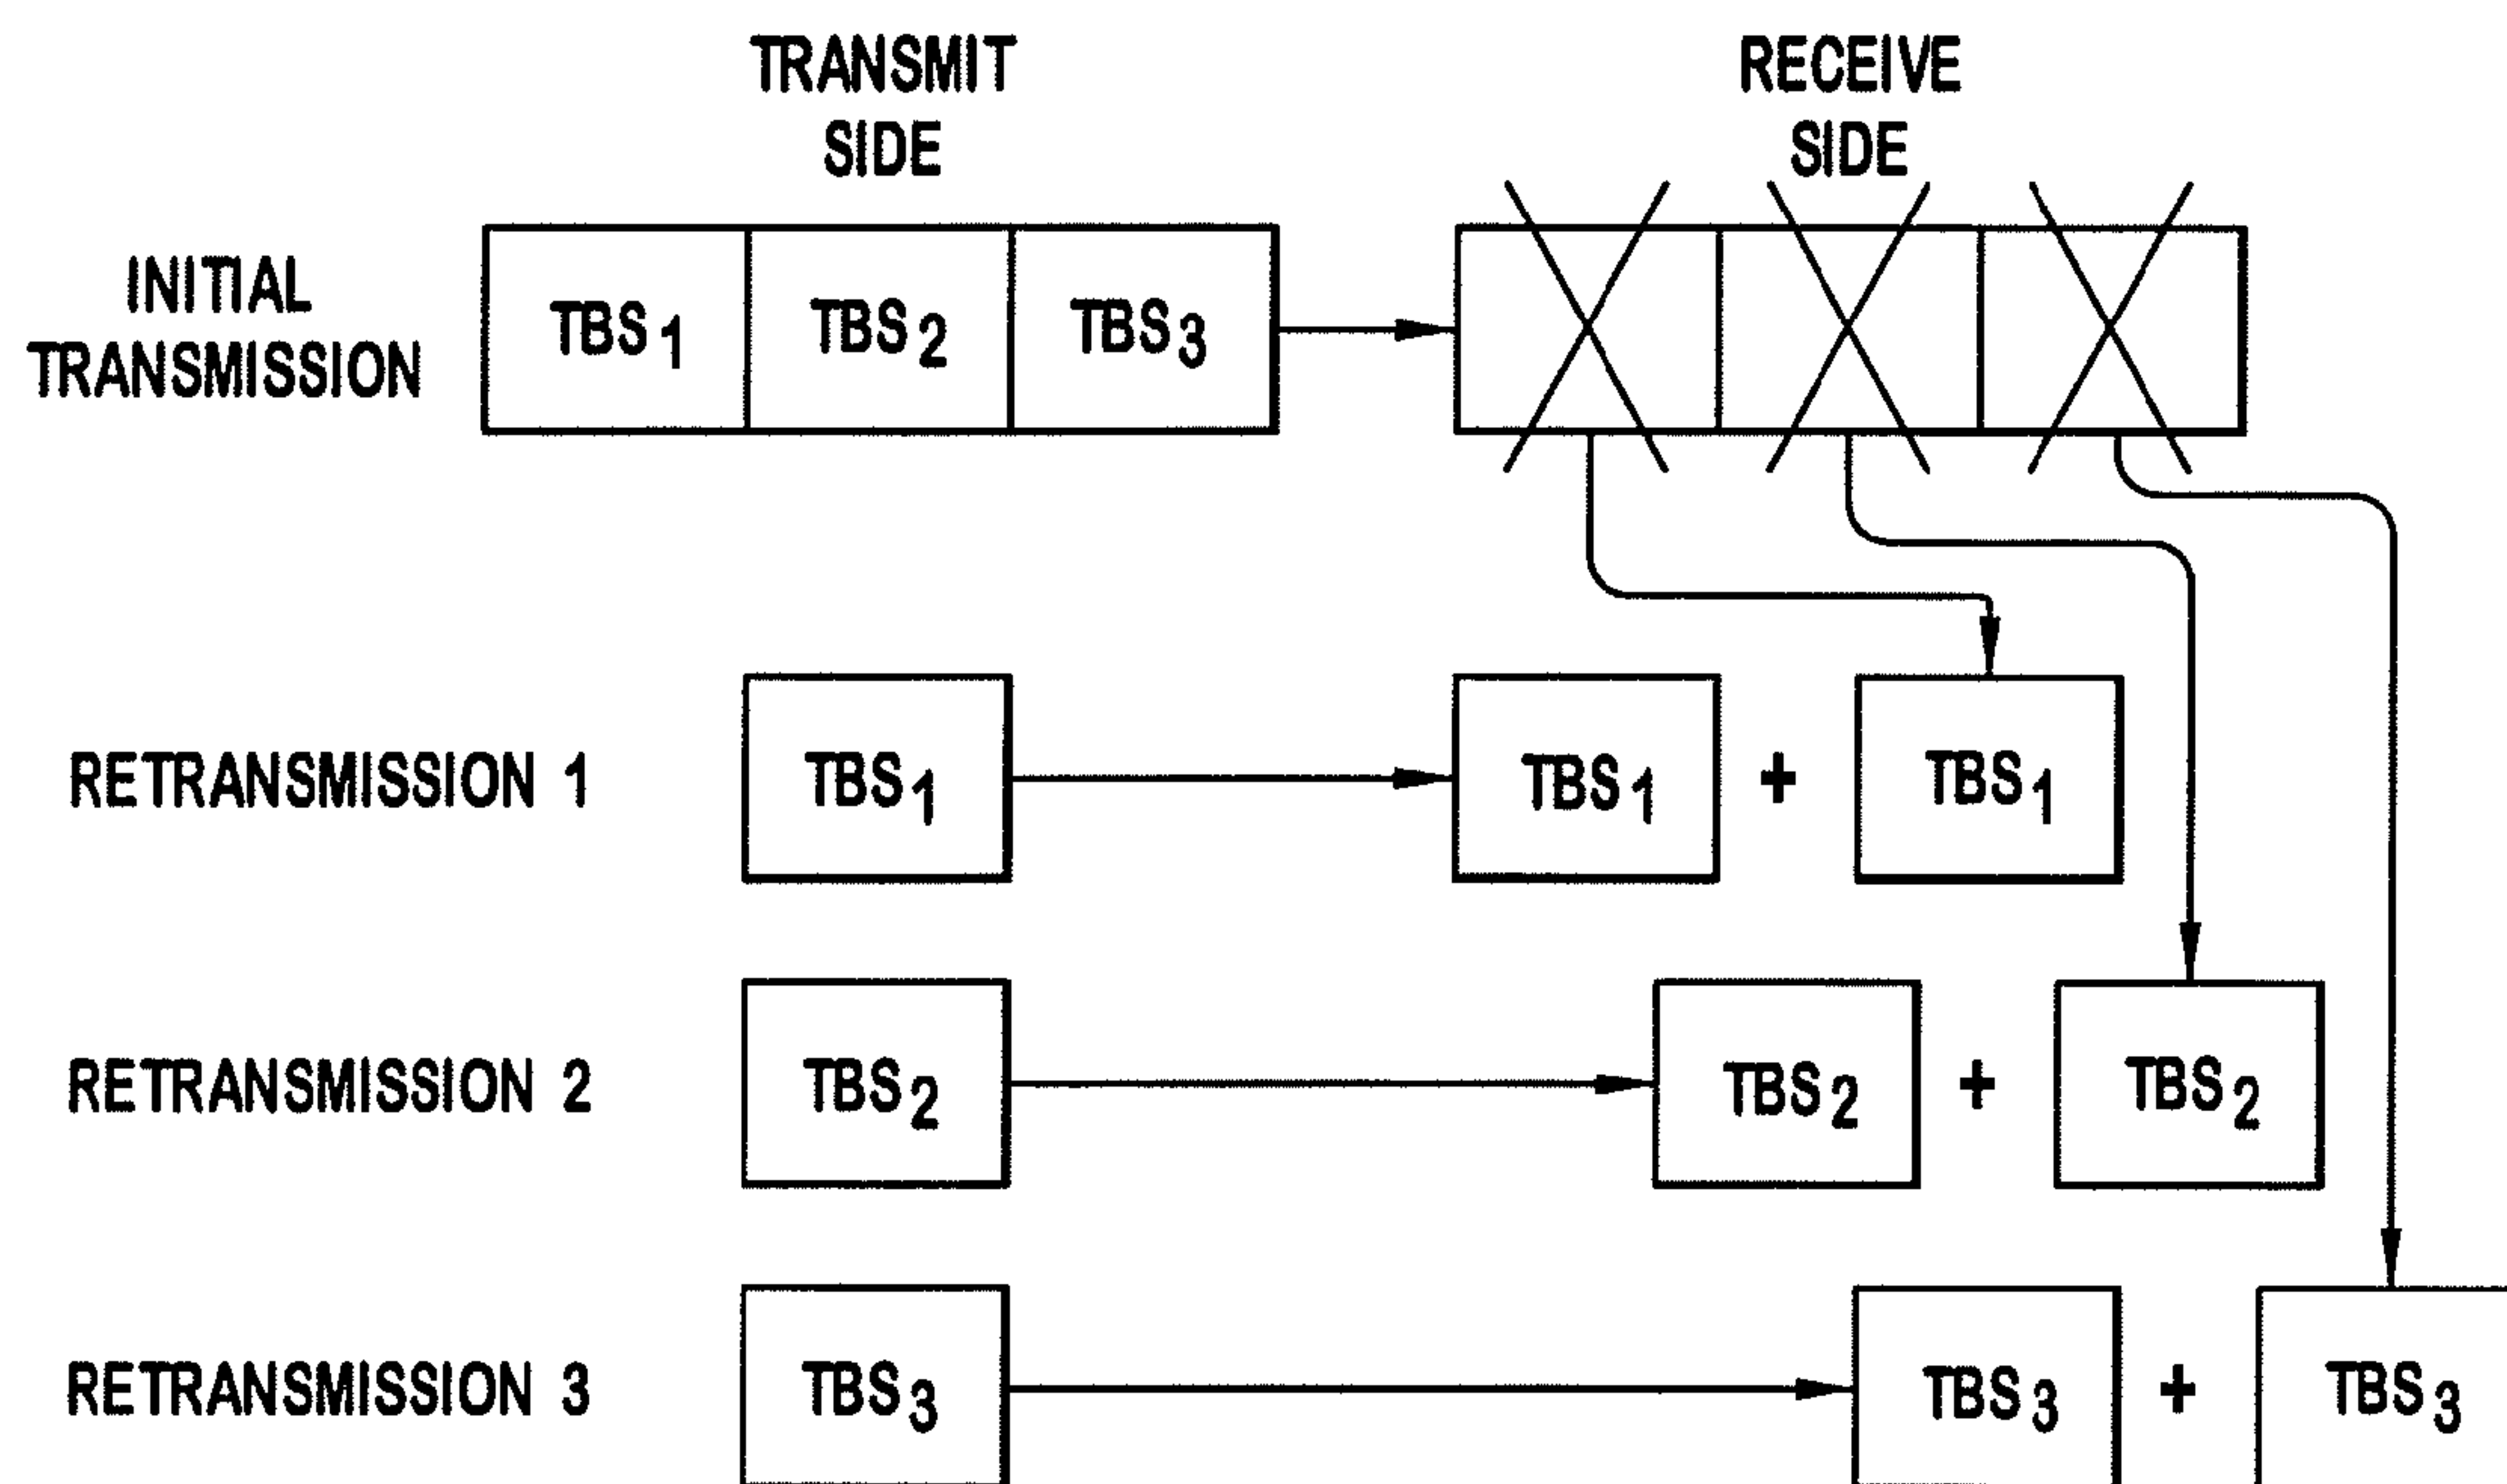 TRANSMIT
SIDE
RECEIVE
SIDE
INITIAL
TRANSMISSION
TBS1 TBS2 TBS3
RETRANSMISSION 1 TBS1 TBS1 + TBS1
RETRANSMISSION 2 TBS2 TBS2 + TBS2
RETRANSMISSION 3 TBS3 TBS3 + TBS3